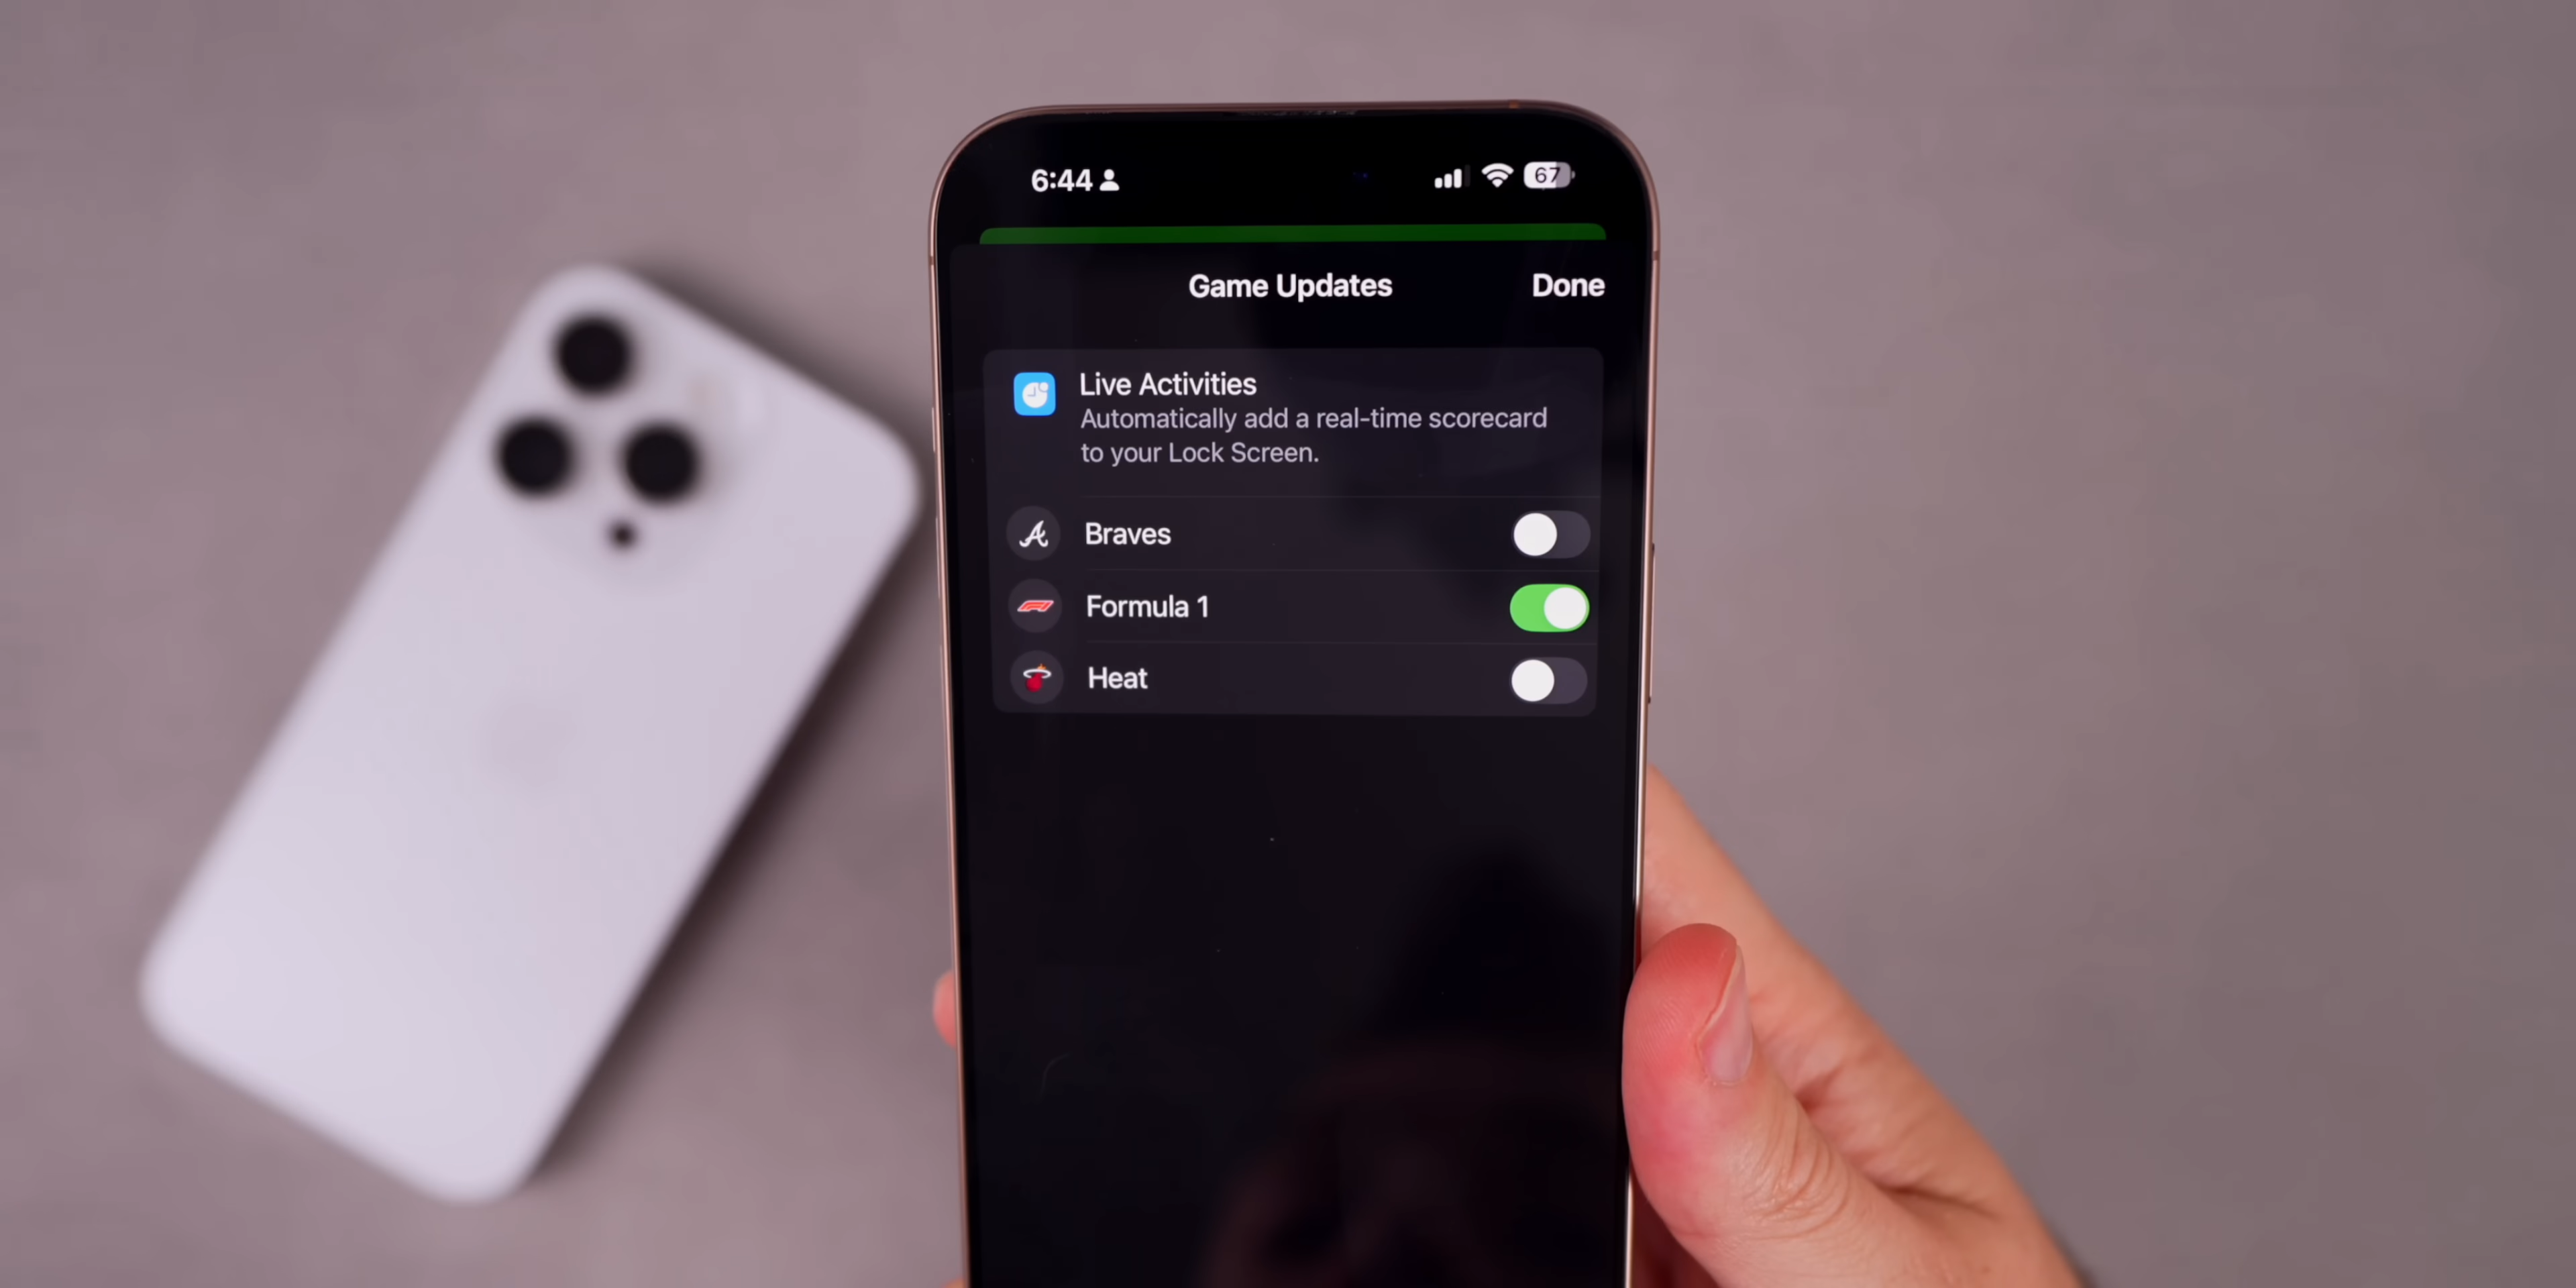 6:44
67
Game Updates
Done
Live Activities
Automatically add a real-time scorecard
to your Lock Screen.
Braves
Formula 1
Heat